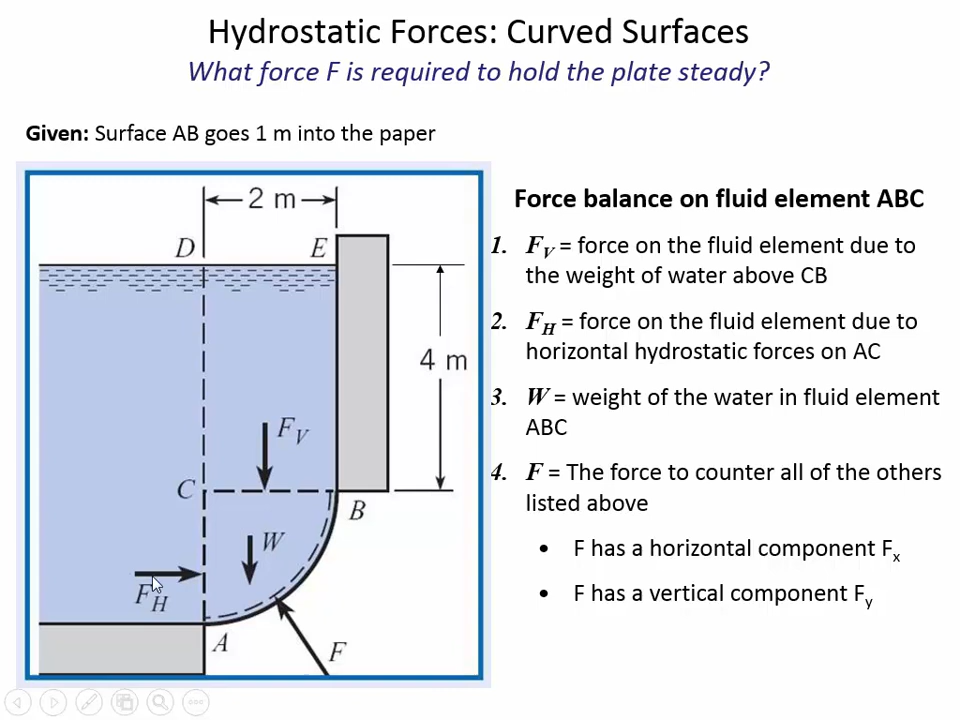 Hydrostatic Forces: Curved Surfaces
What force F is required to hold the plate steady?
Given: Surface AB goes 1 m into the paper
2 m
D
E
4 m
F_V
C
B
W
F_H
A
F
Force balance on fluid element ABC
1. F_V = force on the fluid element due to
the weight of water above CB
2. F_H = force on the fluid element due to
horizontal hydrostatic forces on AC
3. W = weight of the water in fluid element
ABC
4. F = The force to counter all of the others
listed above
• F has a horizontal component F_x
• F has a vertical component F_y